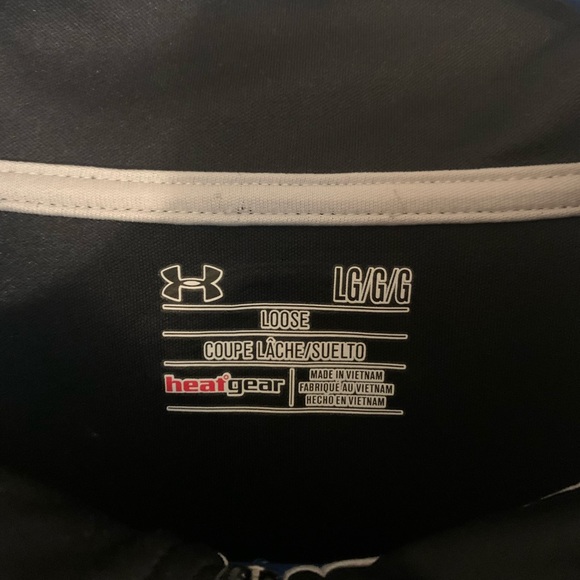 LG/G/G
LOOSE
COUPE LÂCHE/SUELTO
heatgear
MADE IN VIETNAM
FABRIQUÉ AU VIETNAM
HECHO EN VIETNAM